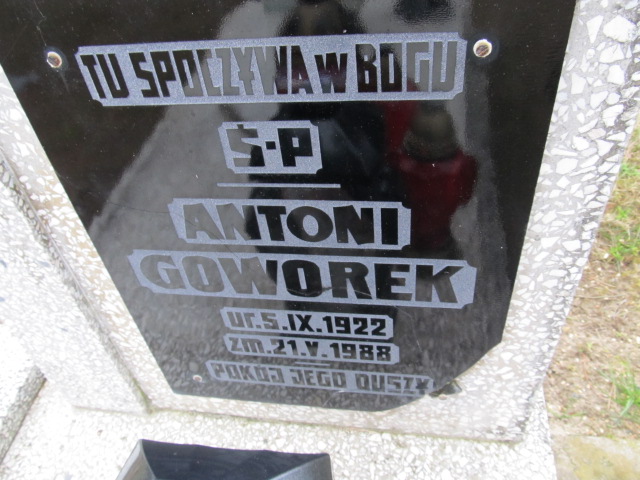 TU SPOCZYWA W BOGU
Ś.P
ANTONI
GOWOREK
ur.5.IX.1922
zm.21.V.1988
POKÓJ JEGO DUSZY